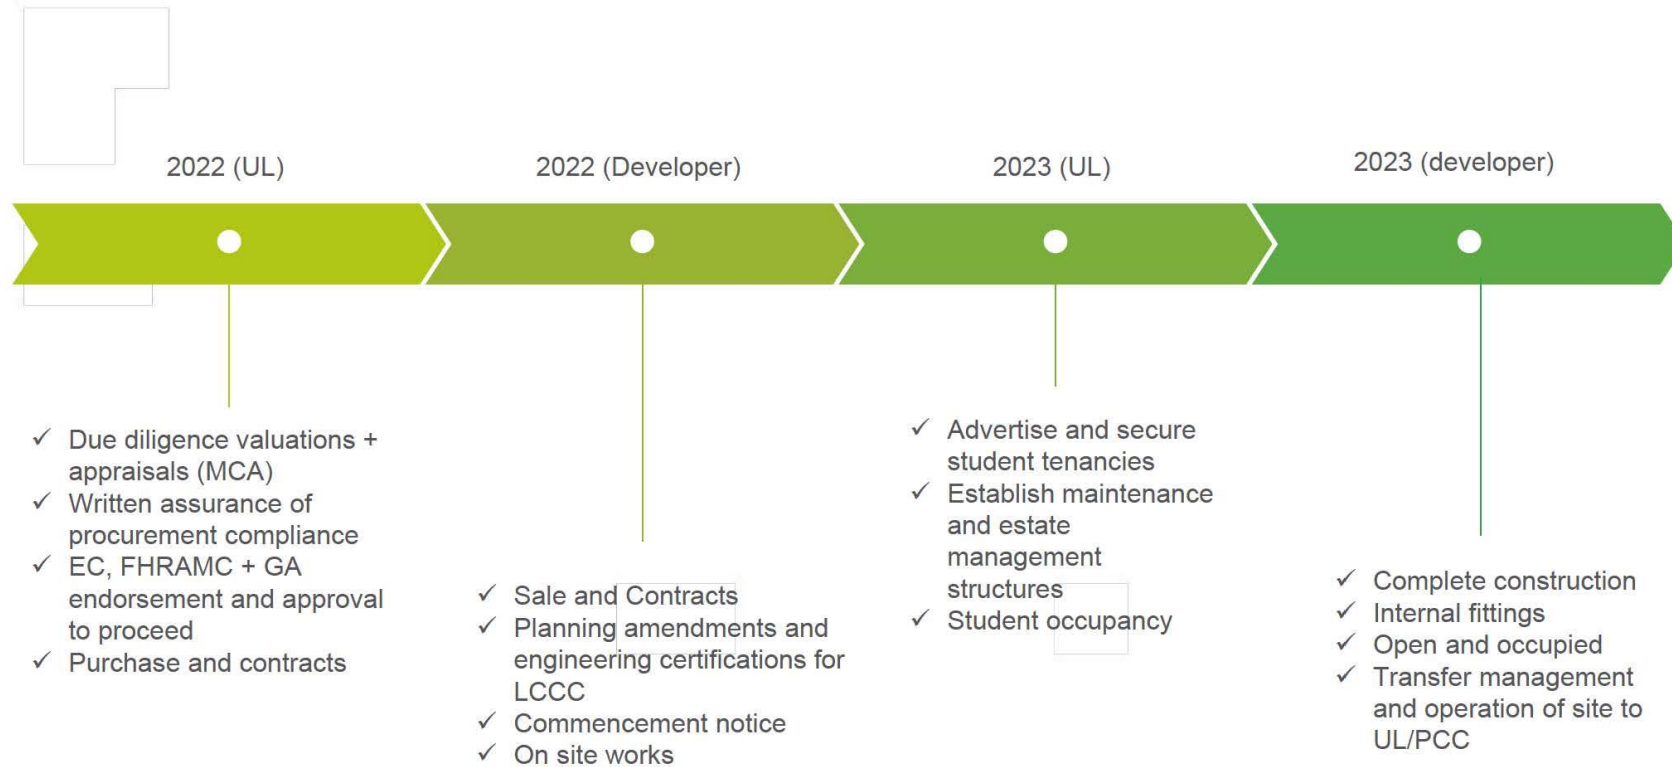 2022 (UL)
2022 (Developer)
2023 (UL)
2023 (developer)
✓ Due diligence valuations +
appraisals (MCA)
✓ Written assurance of
procurement compliance
✓ EC, FHRAMC + GA
endorsement and approval
to proceed
✓ Purchase and contracts
✓ Sale and Contracts
✓ Planning amendments and
engineering certifications for
LCCC
✓ Commencement notice
✓ On site works
✓ Advertise and secure
student tenancies
✓ Establish maintenance
and estate
management
structures
✓ Student occupancy
✓ Complete construction
✓ Internal fittings
✓ Open and occupied
✓ Transfer management
and operation of site to
UL/PCC